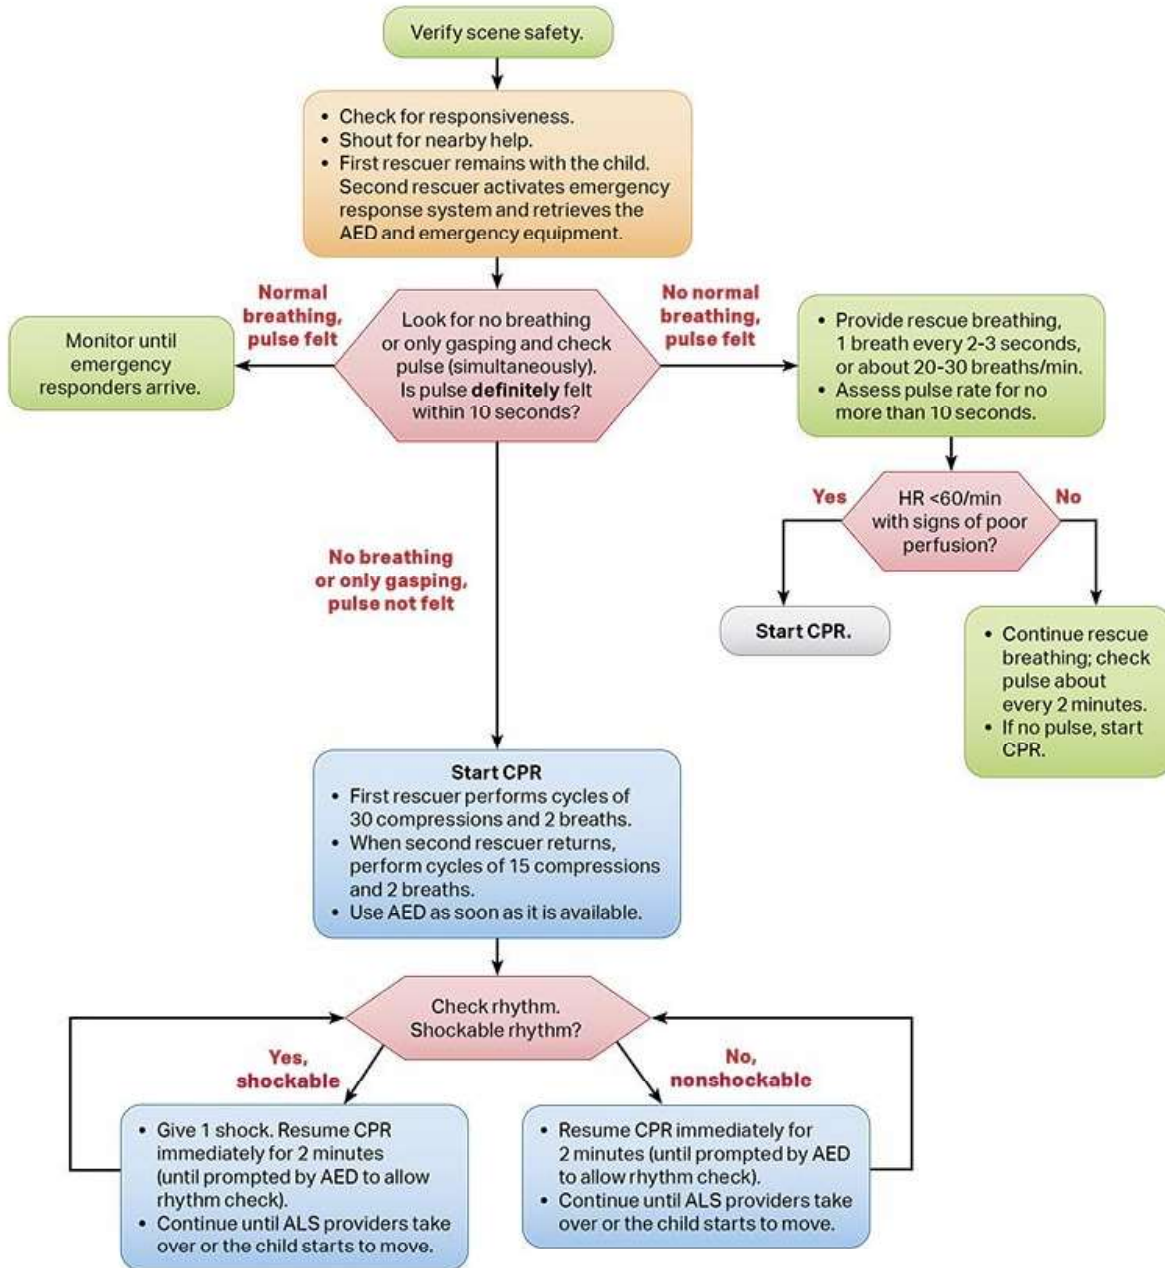 Verify scene safety.
• Check for responsiveness.
• Shout for nearby help.
• First rescuer remains with the child.
Second rescuer activates emergency
response system and retrieves the
AED and emergency equipment.
Normal
breathing,
pulse felt
Look for no breathing
or only gasping and check
pulse (simultaneously).
Is pulse definitely felt
within 10 seconds?
No normal
breathing,
pulse felt
Monitor until
emergency
responders arrive.
• Provide rescue breathing,
1 breath every 2-3 seconds,
or about 20-30 breaths/min.
• Assess pulse rate for no
more than 10 seconds.
Yes
HR <60/min
with signs of poor
perfusion?
No
No breathing
or only gasping,
pulse not felt
Start CPR.
• Continue rescue
breathing; check
pulse about
every 2 minutes.
• If no pulse, start
CPR.
Start CPR
• First rescuer performs cycles of
30 compressions and 2 breaths.
• When second rescuer returns,
perform cycles of 15 compressions
and 2 breaths.
• Use AED as soon as it is available.
Check rhythm.
Shockable rhythm?
Yes,
shockable
No,
nonshockable
• Give 1 shock. Resume CPR
immediately for 2 minutes
(until prompted by AED to allow
rhythm check).
• Continue until ALS providers take
over or the child starts to move.
• Resume CPR immediately for
2 minutes (until prompted by AED
to allow rhythm check).
• Continue until ALS providers take
over or the child starts to move.